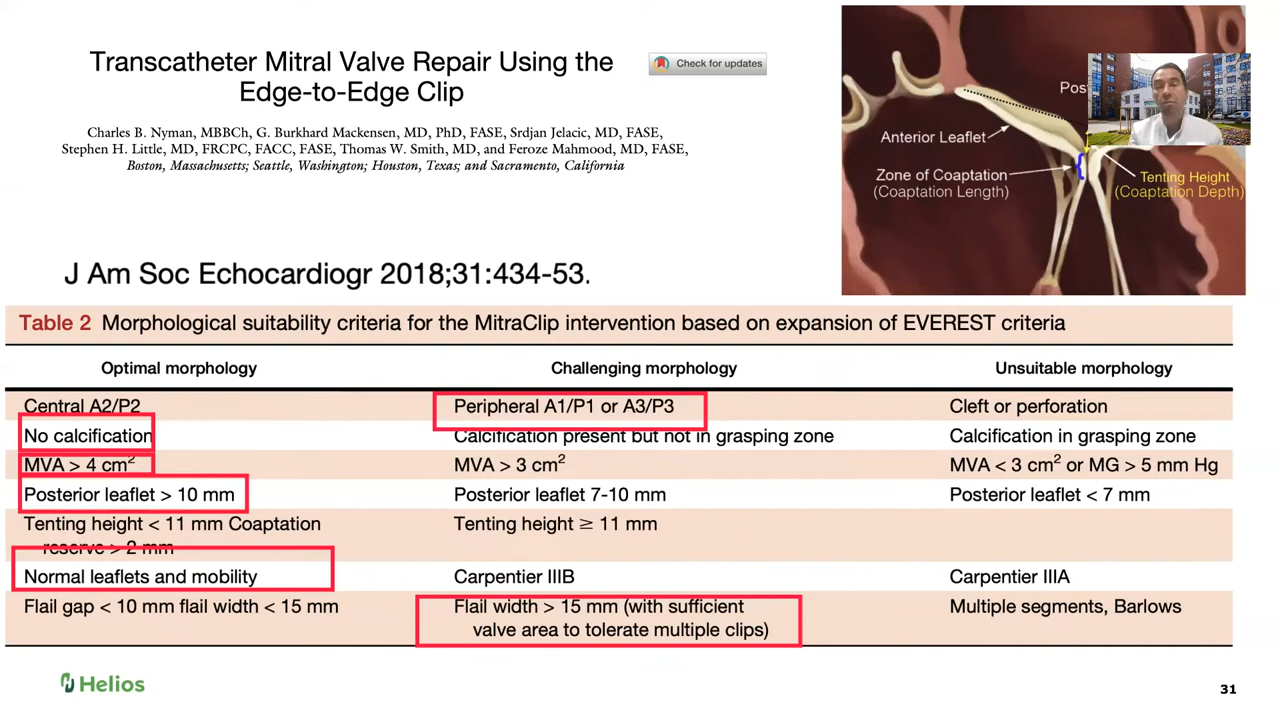 Transcatheter Mitral Valve Repair Using the
Edge-to-Edge Clip
Check for updates
Charles B. Nyman, MBBCh, G. Burkhard Mackensen, MD, PhD, FASE, Srdjan Jelacic, MD, FASE,
Stephen H. Little, MD, FRCPC, FACC, FASE, Thomas W. Smith, MD, and Feroze Mahmood, MD, FASE,
Boston, Massachusetts; Seattle, Washington; Houston, Texas; and Sacramento, California
J Am Soc Echocardiogr 2018;31:434-53.
Anterior Leaflet
Zone of Coaptation
(Coaptation Length)
Tenting Height
(Coaptation Depth)
Table 2 Morphological suitability criteria for the MitraClip intervention based on expansion of EVEREST criteria
Optimal morphology Challenging morphology Unsuitable morphology
Central A2/P2 Peripheral A1/P1 or A3/P3 Cleft or perforation
No calcification Calcification present but not in grasping zone Calcification in grasping zone
MVA > 4 cm² MVA > 3 cm² MVA < 3 cm² or MG > 5 mm Hg
Posterior leaflet > 10 mm Posterior leaflet 7-10 mm Posterior leaflet < 7 mm
Tenting height < 11 mm Coaptation Tenting height ≥ 11 mm
reserve > 2 mm
Normal leaflets and mobility Carpentier IIIB Carpentier IIIA
Flail gap < 10 mm flail width < 15 mm Flail width > 15 mm (with sufficient Multiple segments, Barlows
valve area to tolerate multiple clips)
Helios
31